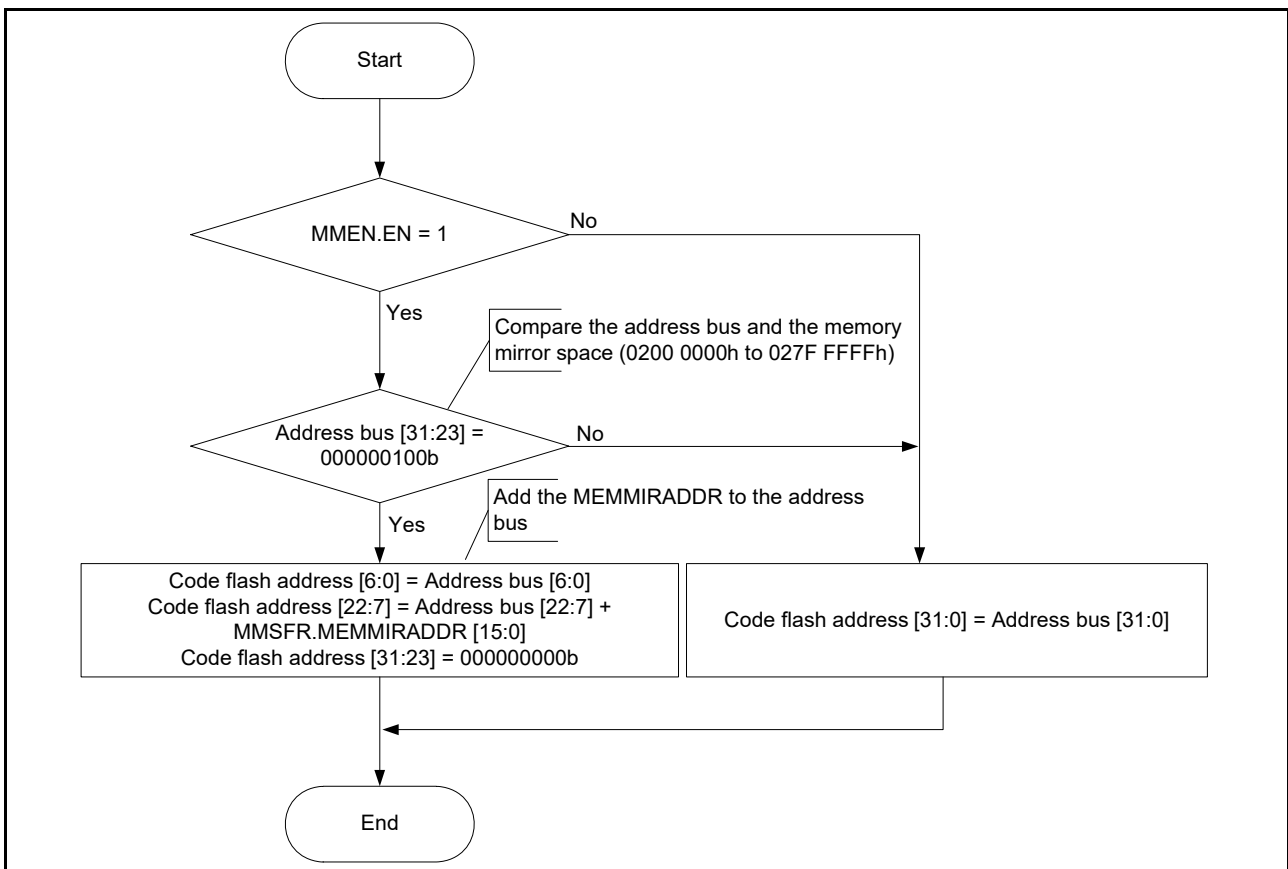 Start
MMEN.EN = 1
No
Yes
Compare the address bus and the memory
mirror space (0200 0000h to 027F FFFFh)
Address bus [31:23] =
000000100b
No
Yes
Add the MEMMIRADDR to the address
bus
Code flash address [6:0] = Address bus [6:0]
Code flash address [22:7] = Address bus [22:7] +
MMSFR.MEMMIRADDR [15:0]
Code flash address [31:23] = 000000000b
Code flash address [31:0] = Address bus [31:0]
End